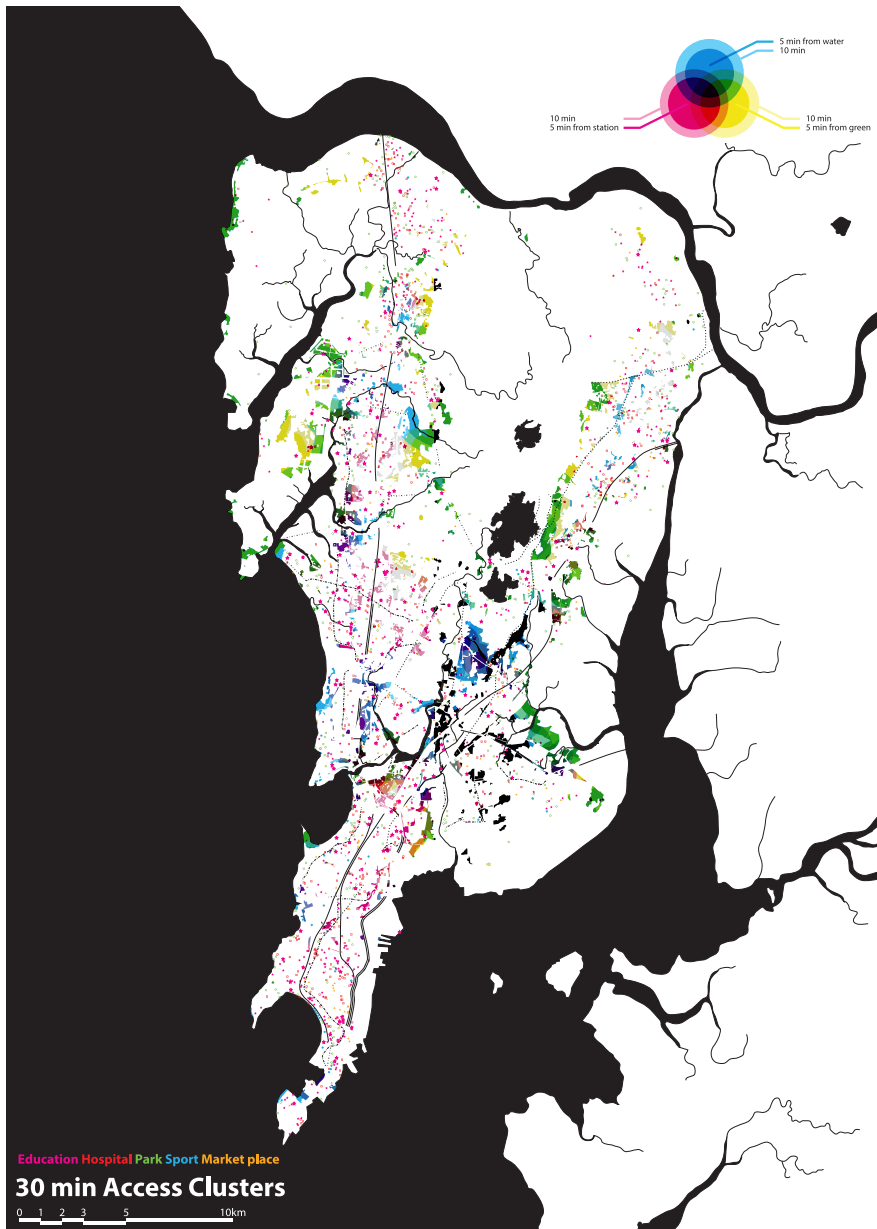 5 min from water
10 min
10 min
5 min from station
10 min
5 min from green
Education Hospital Park Sport Market place
30 min Access Clusters
0 1 2 3 5 10km